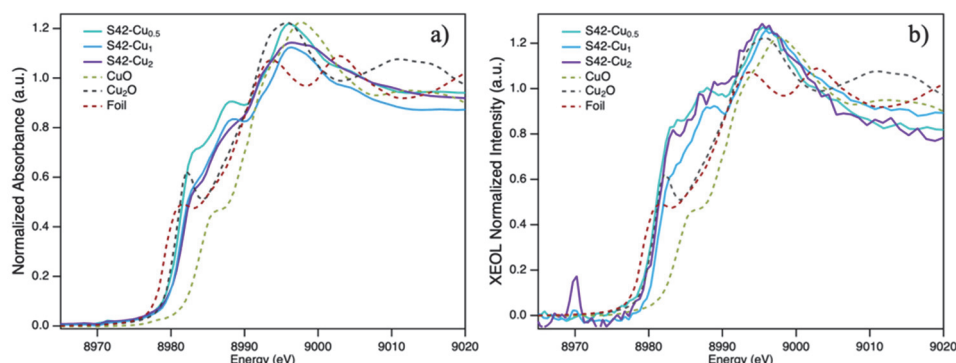 a)
S42-Cu0.5
S42-Cu1
S42-Cu2
CuO
Cu2O
Foil
Normalized Absorbance (a.u.)
1.2
1.0
0.8
0.6
0.4
0.2
0.0
8970
8980
8990
9000
9010
9020
Energy (eV)
b)
S42-Cu0.5
S42-Cu1
S42-Cu2
CuO
Cu2O
Foil
XEOL Normalized Intensity (a.u.)
1.2
1.0
0.8
0.6
0.4
0.2
0.0
8970
8980
8990
9000
9010
9020
Energy (eV)